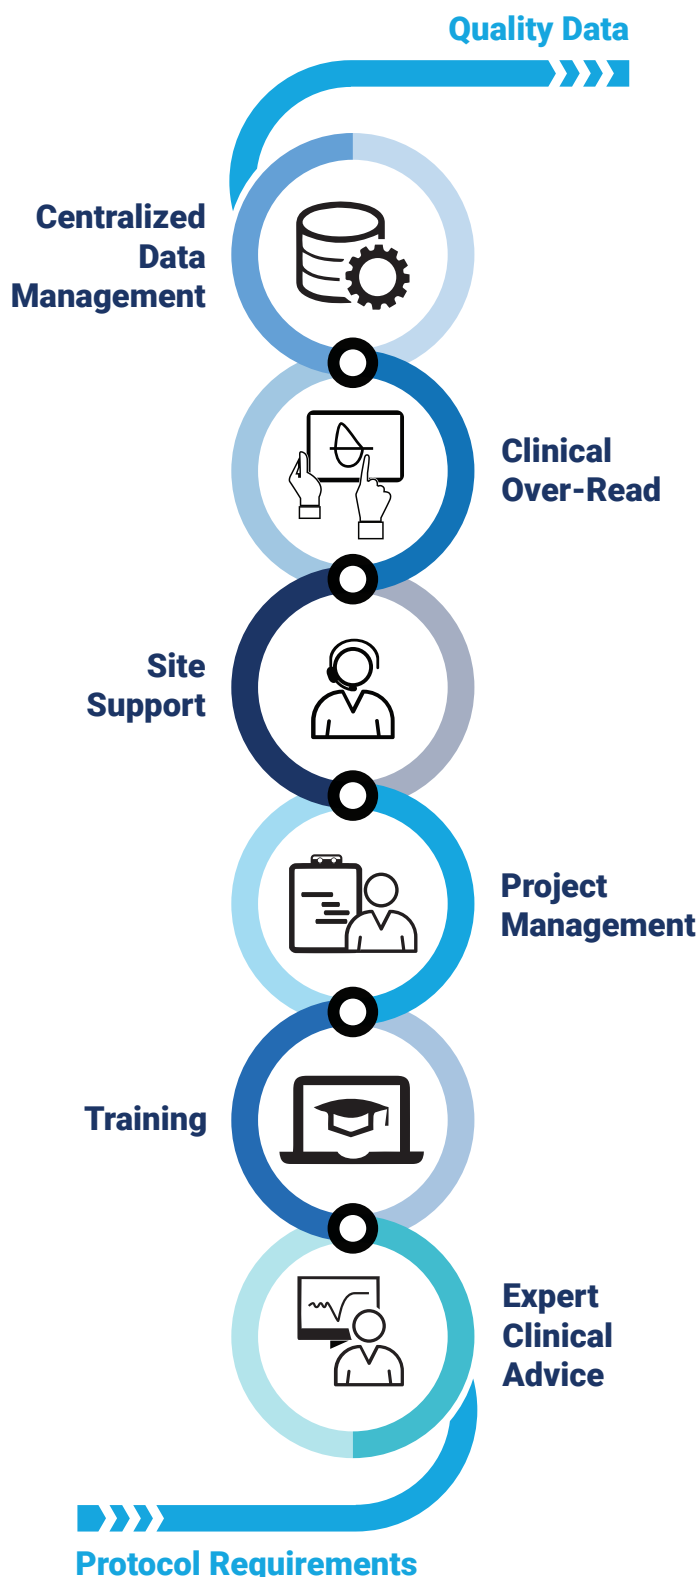 Quality Data
Centralized
Data
Management
Clinical
Over-Read
Site
Support
Project
Management
Training
Expert
Clinical
Advice
Protocol Requirements